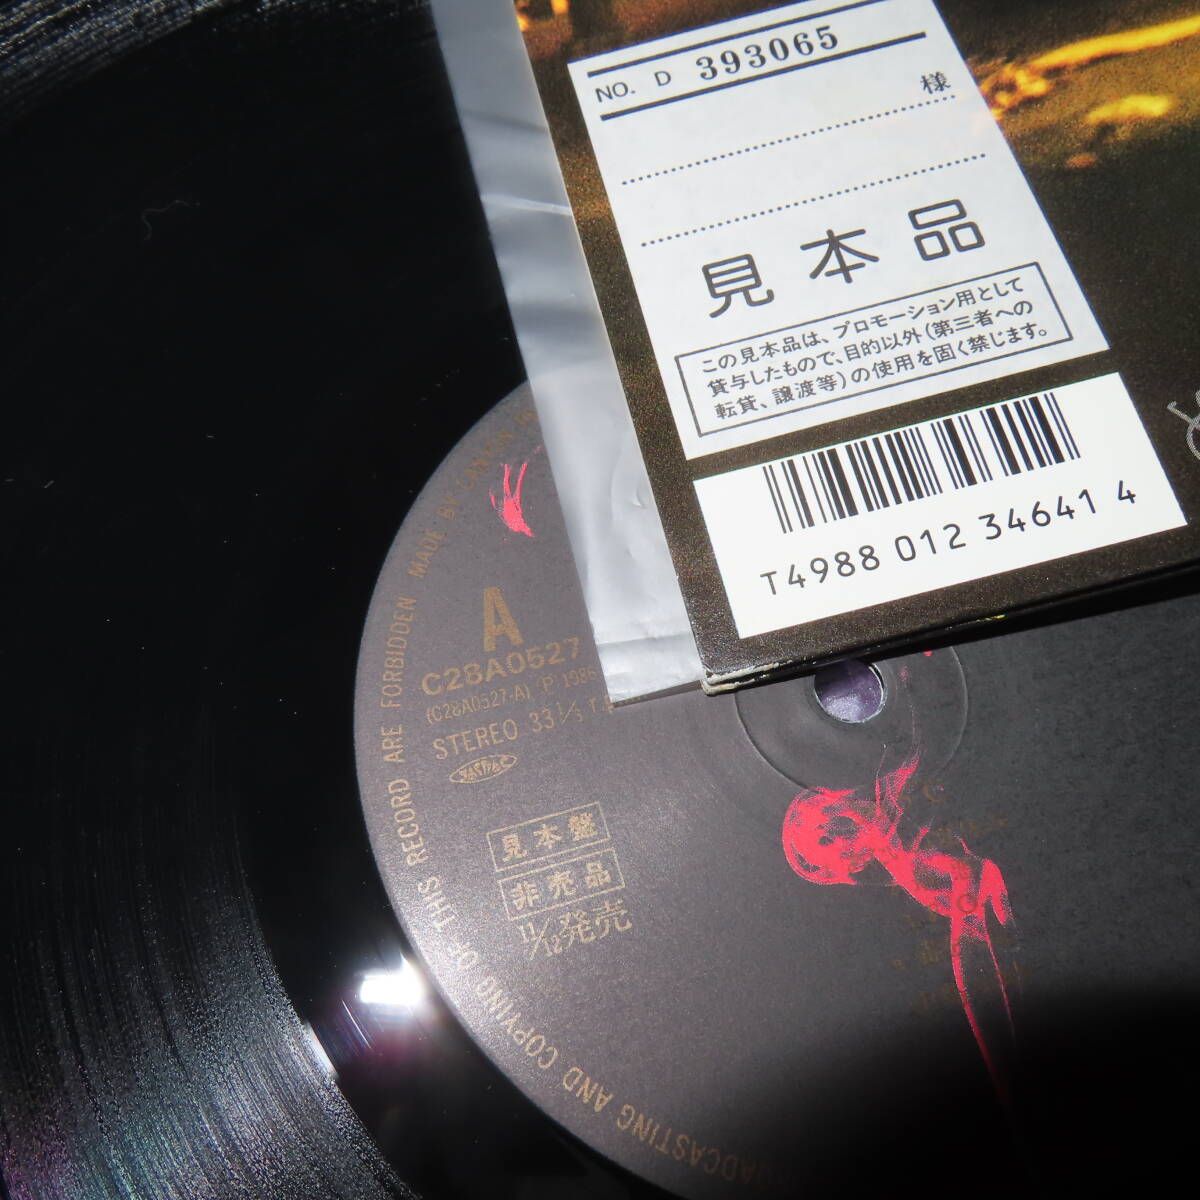 NO. D 393065
様
見本品
この見本品は、プロモーション用として
貸与したもので、目的以外(第三者への
転貸、譲渡等)の使用を固く禁じます。
T4988 012 34641 4
A
C28A0527
(C28A0527-A) (P) 1986
STEREO 33 1/3
見本盤
非売品
11/12発売
BROADCASTING AND COPYING OF THIS RECORD ARE FORBIDDEN MADE BY